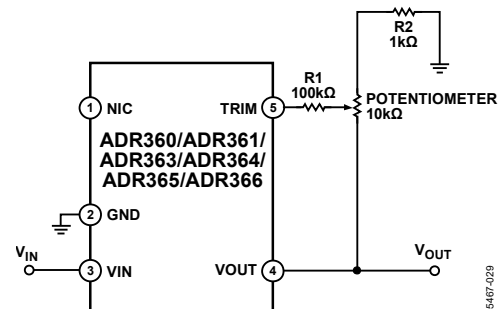 R2
1kΩ
R1
100kΩ
POTENTIOMETER
10kΩ
1 NIC
TRIM 5
ADR360/ADR361/
ADR363/ADR364/
ADR365/ADR366
2 GND
VIN
3 VIN
VOUT 4
VOUT
5467-029